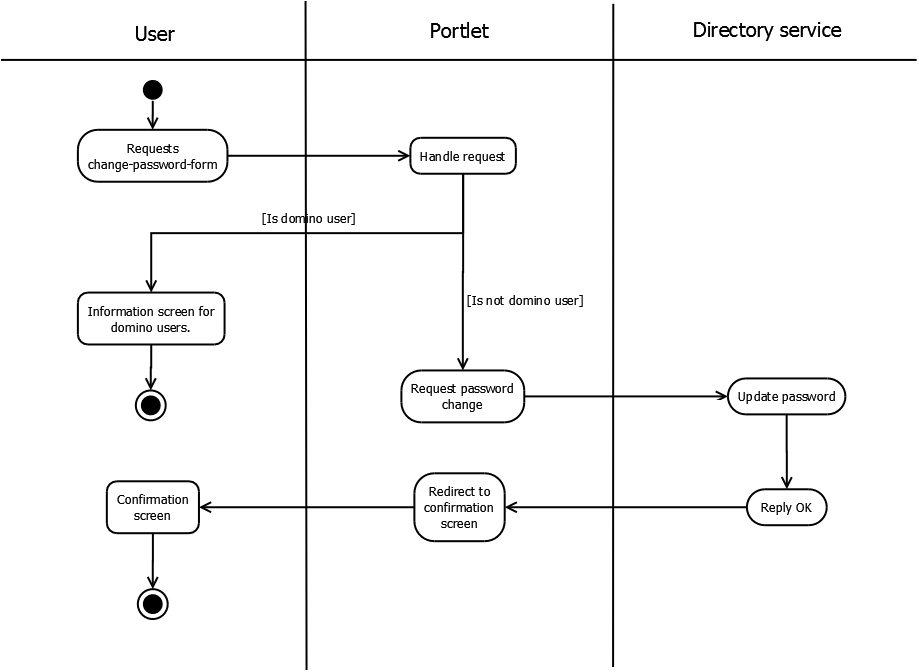 User
Portlet
Directory service
Requests
change-password-form
Handle request
[Is domino user]
[Is not domino user]
Information screen for
domino users.
Request password
change
Update password
Confirmation
screen
Redirect to
confirmation
screen
Reply OK